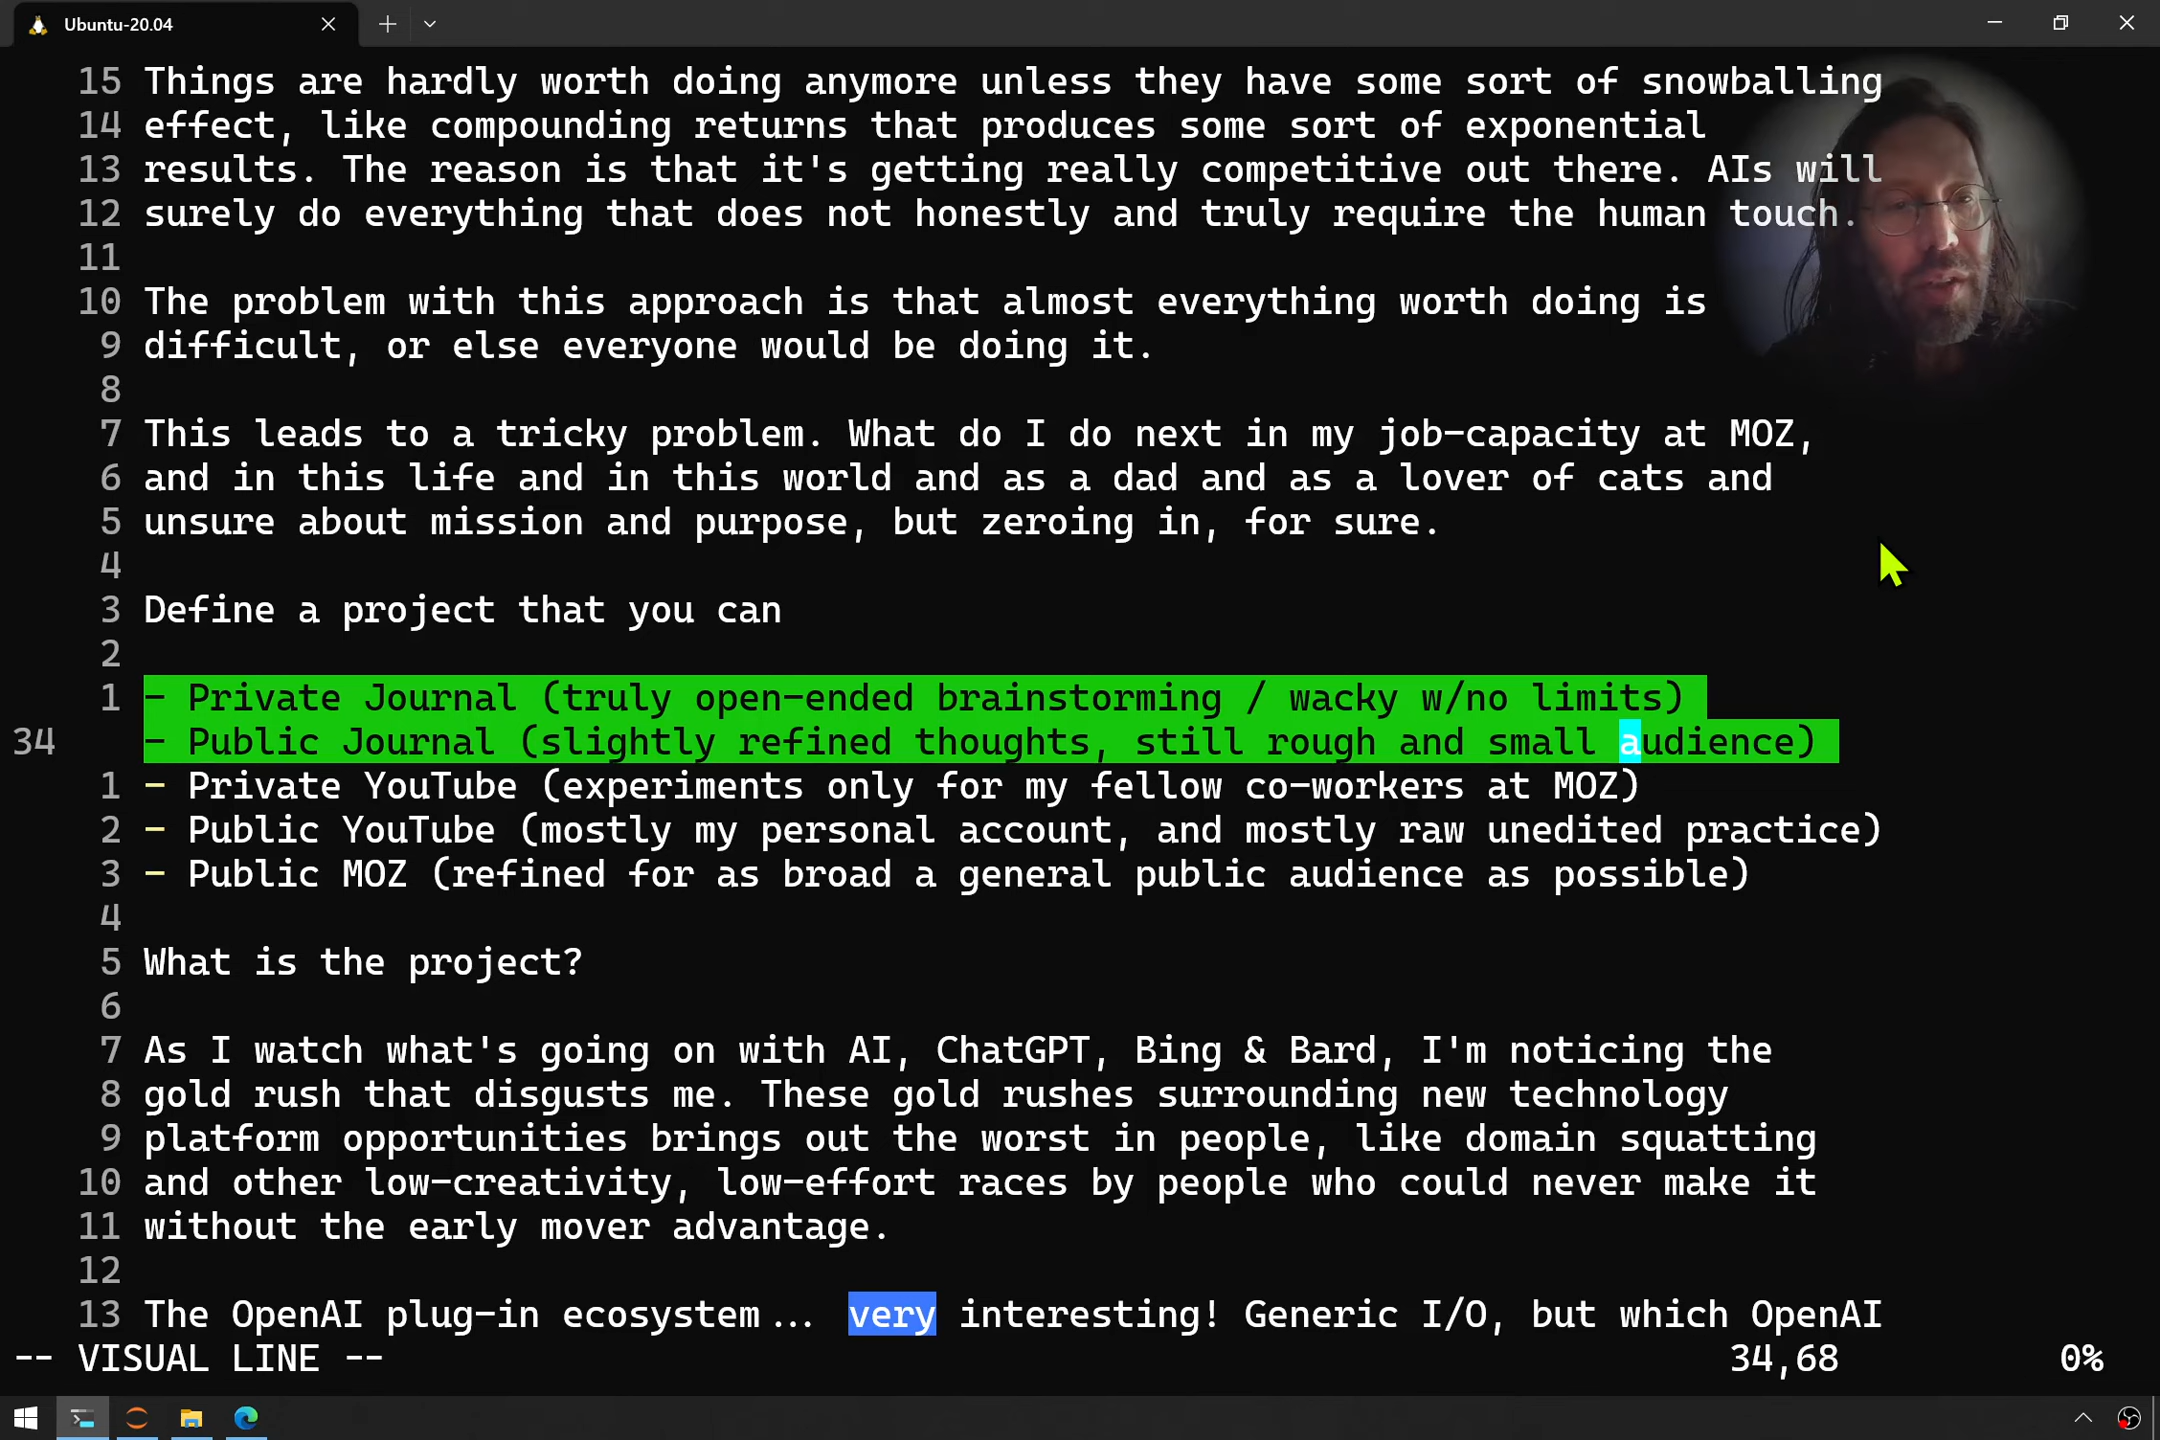 Ubuntu-20.04
15 Things are hardly worth doing anymore unless they have some sort of snowballing
14 effect, like compounding returns that produces some sort of exponential
13 results. The reason is that it's getting really competitive out there. AIs will
12 surely do everything that does not honestly and truly require the human touch.
11
10 The problem with this approach is that almost everything worth doing is
9 difficult, or else everyone would be doing it.
8
7 This leads to a tricky problem. What do I do next in my job-capacity at MOZ,
6 and in this life and in this world and as a dad and as a lover of cats and
5 unsure about mission and purpose, but zeroing in, for sure.
4
3 Define a project that you can
2
1 - Private Journal (truly open-ended brainstorming / wacky w/no limits)
34 - Public Journal (slightly refined thoughts, still rough and small audience)
1 - Private YouTube (experiments only for my fellow co-workers at MOZ)
2 - Public YouTube (mostly my personal account, and mostly raw unedited practice)
3 - Public MOZ (refined for as broad a general public audience as possible)
4
5 What is the project?
6
7 As I watch what's going on with AI, ChatGPT, Bing & Bard, I'm noticing the
8 gold rush that disgusts me. These gold rushes surrounding new technology
9 platform opportunities brings out the worst in people, like domain squatting
10 and other low-creativity, low-effort races by people who could never make it
11 without the early mover advantage.
12
13 The OpenAI plug-in ecosystem... very interesting! Generic I/O, but which OpenAI
-- VISUAL LINE -- 34,68 0%